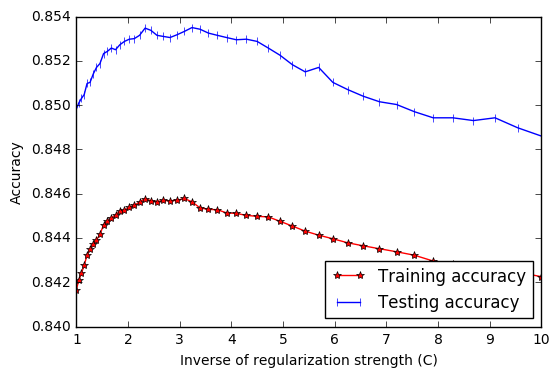 0.854
0.852
0.850
0.848
0.846
0.844
0.842
0.840
Accuracy
Training accuracy
Testing accuracy
1 2 3 4 5 6 7 8 9 10
Inverse of regularization strength (C)